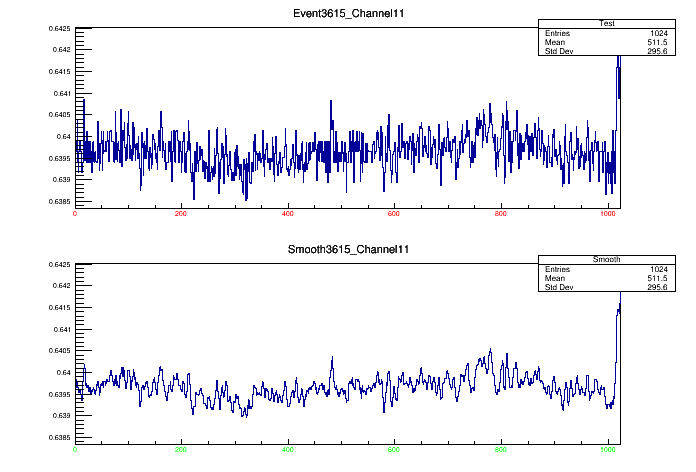 Event3615_Channel11
Test
Entries 1024
Mean 511.5
Std Dev 295.6
0.6425
0.642
0.6415
0.641
0.6405
0.64
0.6395
0.639
0.6385
0 200 400 600 800 1000
Smooth3615_Channel11
Smooth
Entries 1024
Mean 511.5
Std Dev 295.6
0.6425
0.642
0.6415
0.641
0.6405
0.64
0.6395
0.639
0.6385
0 200 400 600 800 1000